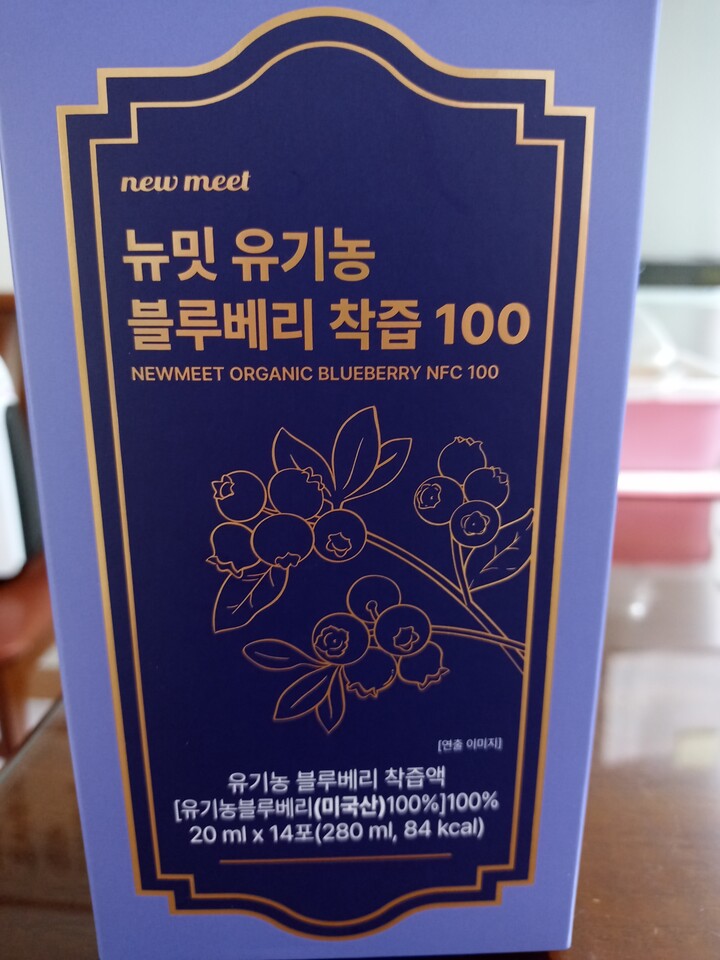 new meet
뉴밋 유기농
블루베리 착즙 100
NEWMEET ORGANIC BLUEBERRY NFC 100
[연출 이미지]
유기농 블루베리 착즙액
[유기농블루베리(미국산)100%]100%
20 ml x 14포(280 ml, 84 kcal)